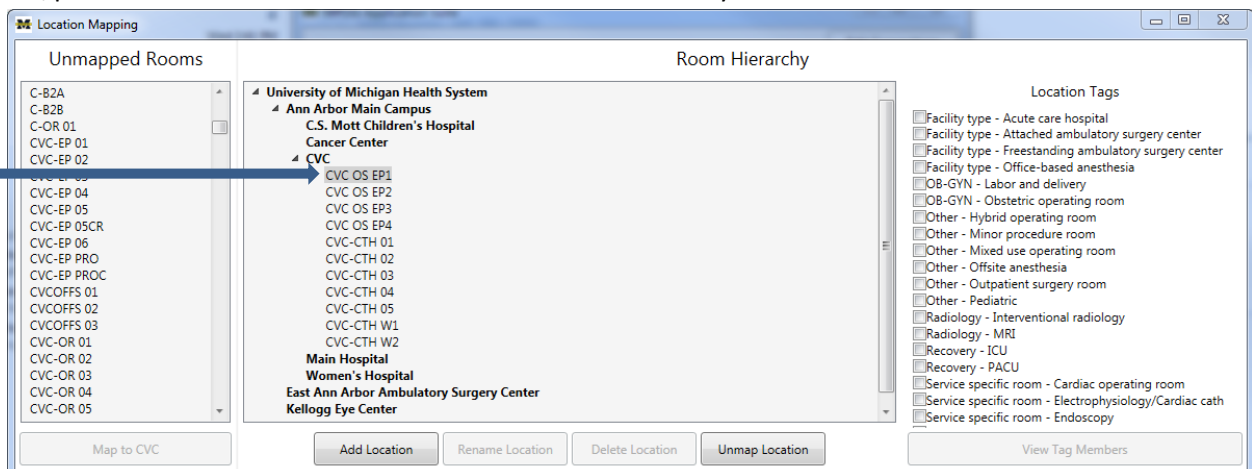 Location Mapping
Unmapped Rooms
C-B2A
C-B2B
C-OR 01
CVC-EP 01
CVC-EP 02
CVC-EP 04
CVC-EP 05
CVC-EP 05CR
CVC-EP 06
CVC-EP PRO
CVC-EP PROC
CVCOFFS 01
CVCOFFS 02
CVCOFFS 03
CVC-OR 01
CVC-OR 02
CVC-OR 03
CVC-OR 04
CVC-OR 05
Map to CVC
Room Hierarchy
University of Michigan Health System
Ann Arbor Main Campus
C.S. Mott Children's Hospital
Cancer Center
CVC
CVC OS EP1
CVC OS EP2
CVC OS EP3
CVC OS EP4
CVC-CTH 01
CVC-CTH 02
CVC-CTH 03
CVC-CTH 04
CVC-CTH 05
CVC-CTH W1
CVC-CTH W2
Main Hospital
Women's Hospital
East Ann Arbor Ambulatory Surgery Center
Kellogg Eye Center
Add Location
Rename Location
Delete Location
Unmap Location
Location Tags
Facility type - Acute care hospital
Facility type - Attached ambulatory surgery center
Facility type - Freestanding ambulatory surgery center
Facility type - Office-based anesthesia
OB-GYN - Labor and delivery
OB-GYN - Obstetric operating room
Other - Hybrid operating room
Other - Minor procedure room
Other - Mixed use operating room
Other - Offsite anesthesia
Other - Outpatient surgery room
Other - Pediatric
Radiology - Interventional radiology
Radiology - MRI
Recovery - ICU
Recovery - PACU
Service specific room - Cardiac operating room
Service specific room - Electrophysiology/Cardiac cath
Service specific room - Endoscopy
View Tag Members